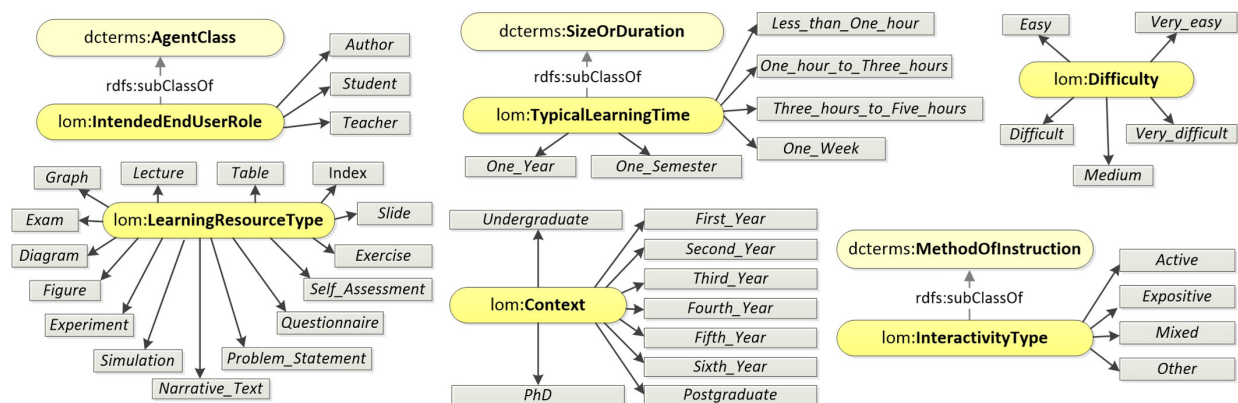 dcterms:AgentClass
rdfs:subClassOf
lom:IntendedEndUserRole
Author
Student
Teacher
dcterms:SizeOrDuration
rdfs:subClassOf
lom:TypicalLearningTime
Less_than_One_hour
One_hour_to_Three_hours
Three_hours_to_Five_hours
One_Week
One_Year
One_Semester
Easy
Very_easy
lom:Difficulty
Difficult
Very_difficult
Medium
Graph
Lecture
Table
Index
Exam
lom:LearningResourceType
Slide
Diagram
Exercise
Figure
Self_Assessment
Experiment
Questionnaire
Simulation
Problem_Statement
Narrative_Text
Undergraduate
lom:Context
PhD
First_Year
Second_Year
Third_Year
Fourth_Year
Fifth_Year
Sixth_Year
Postgraduate
dcterms:MethodOfInstruction
rdfs:subClassOf
lom:InteractivityType
Active
Expositive
Mixed
Other